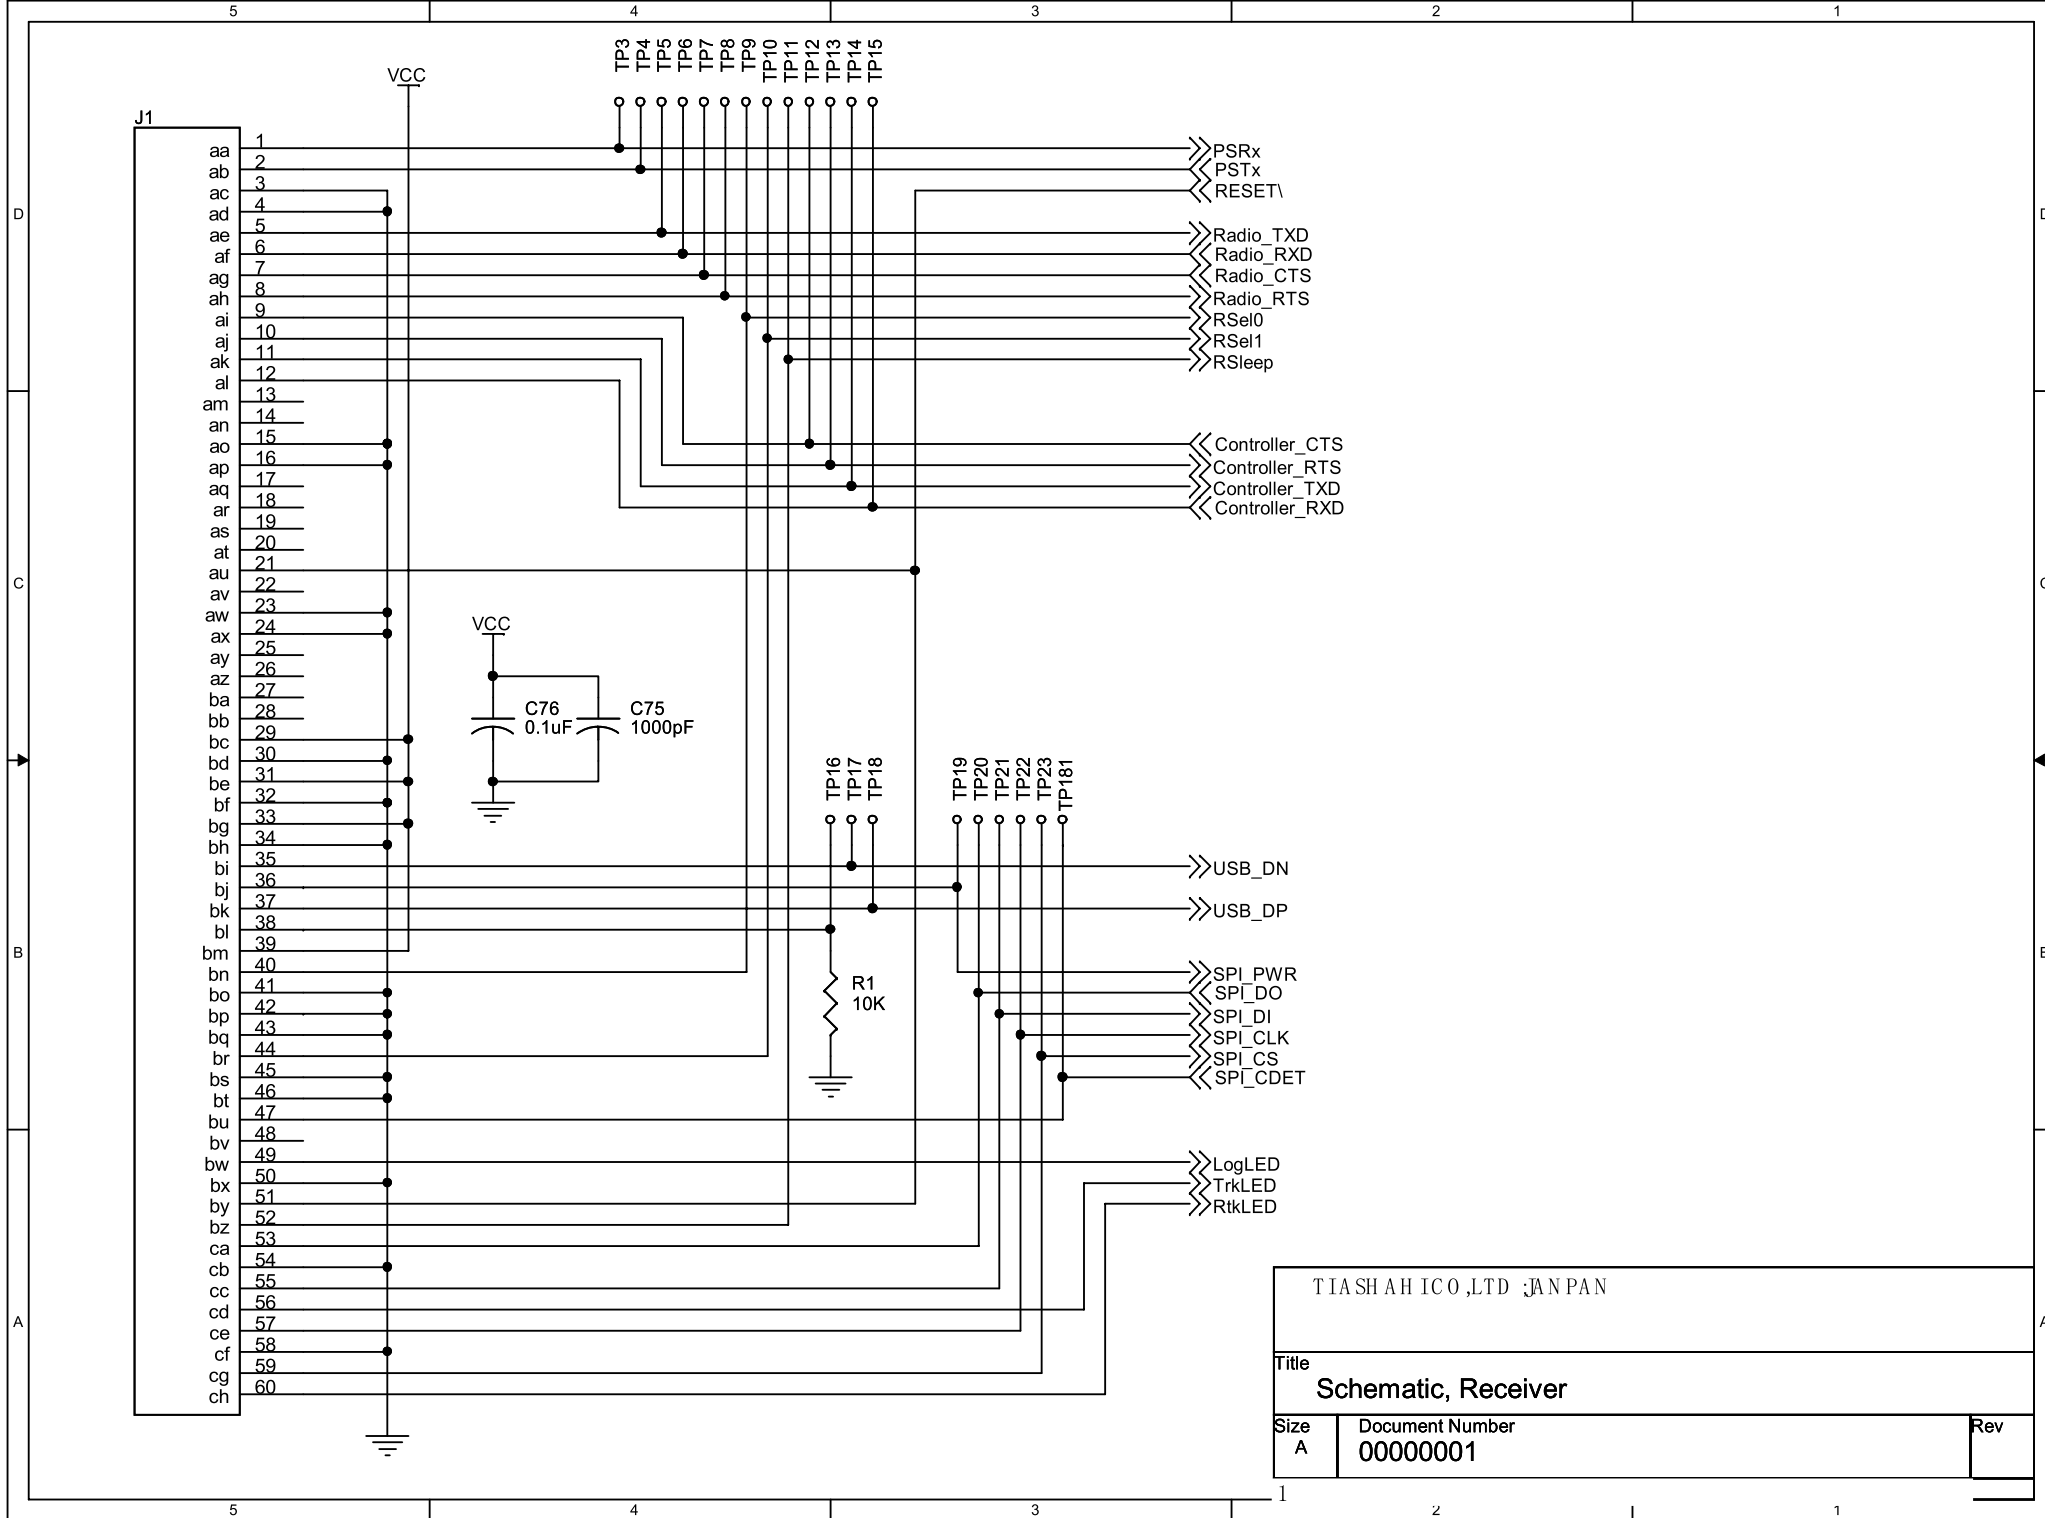 5 4 3 2 1
TP3 TP4 TP5 TP6 TP7 TP8 TP9 TP10 TP11 TP12 TP13 TP14 TP15
VCC
J1
aa 1 PSRx
ab 2 PSTx
ac 3 RESET\
ad 4
D D
ae 5 Radio_TXD
af 6 Radio_RXD
ag 7 Radio_CTS
ah 8 Radio_RTS
ai 9 RSel0
aj 10 RSel1
ak 11 RSleep
al 12
am 13
an 14
ao 15 Controller_CTS
ap 16 Controller_RTS
aq 17 Controller_TXD
ar 18 Controller_RXD
as 19
at 20
au 21
C
av 22
aw 23
ax 24
VCC
ay 25
az 26
ba 27
bb 28
C76 C75
0.1uF 1000pF
bc 29
bd 30
be 31
bf 32
TP16 TP17 TP18 TP19 TP20 TP21 TP22 TP23 TP181
bg 33
bh 34
bi 35 USB_DN
bj 36
bk 37 USB_DP
bl 38
B
bm 39
bn 40 SPI_PWR
R1
10K
bo 41 SPI_DO
bp 42 SPI_DI
bq 43 SPI_CLK
br 44 SPI_CS
bs 45 SPI_CDET
bt 46
bu 47
bv 48
bw 49 LogLED
bx 50 TrkLED
by 51 RtkLED
bz 52
ca 53
cb 54
cc 55
cd 56
A
ce 57
cf 58
cg 59
ch 60
TIASHAHICO,LTD ;JANPAN
Title
Schematic, Receiver
Size Document Number Rev
A 00000001
1
5 4 3 2 1